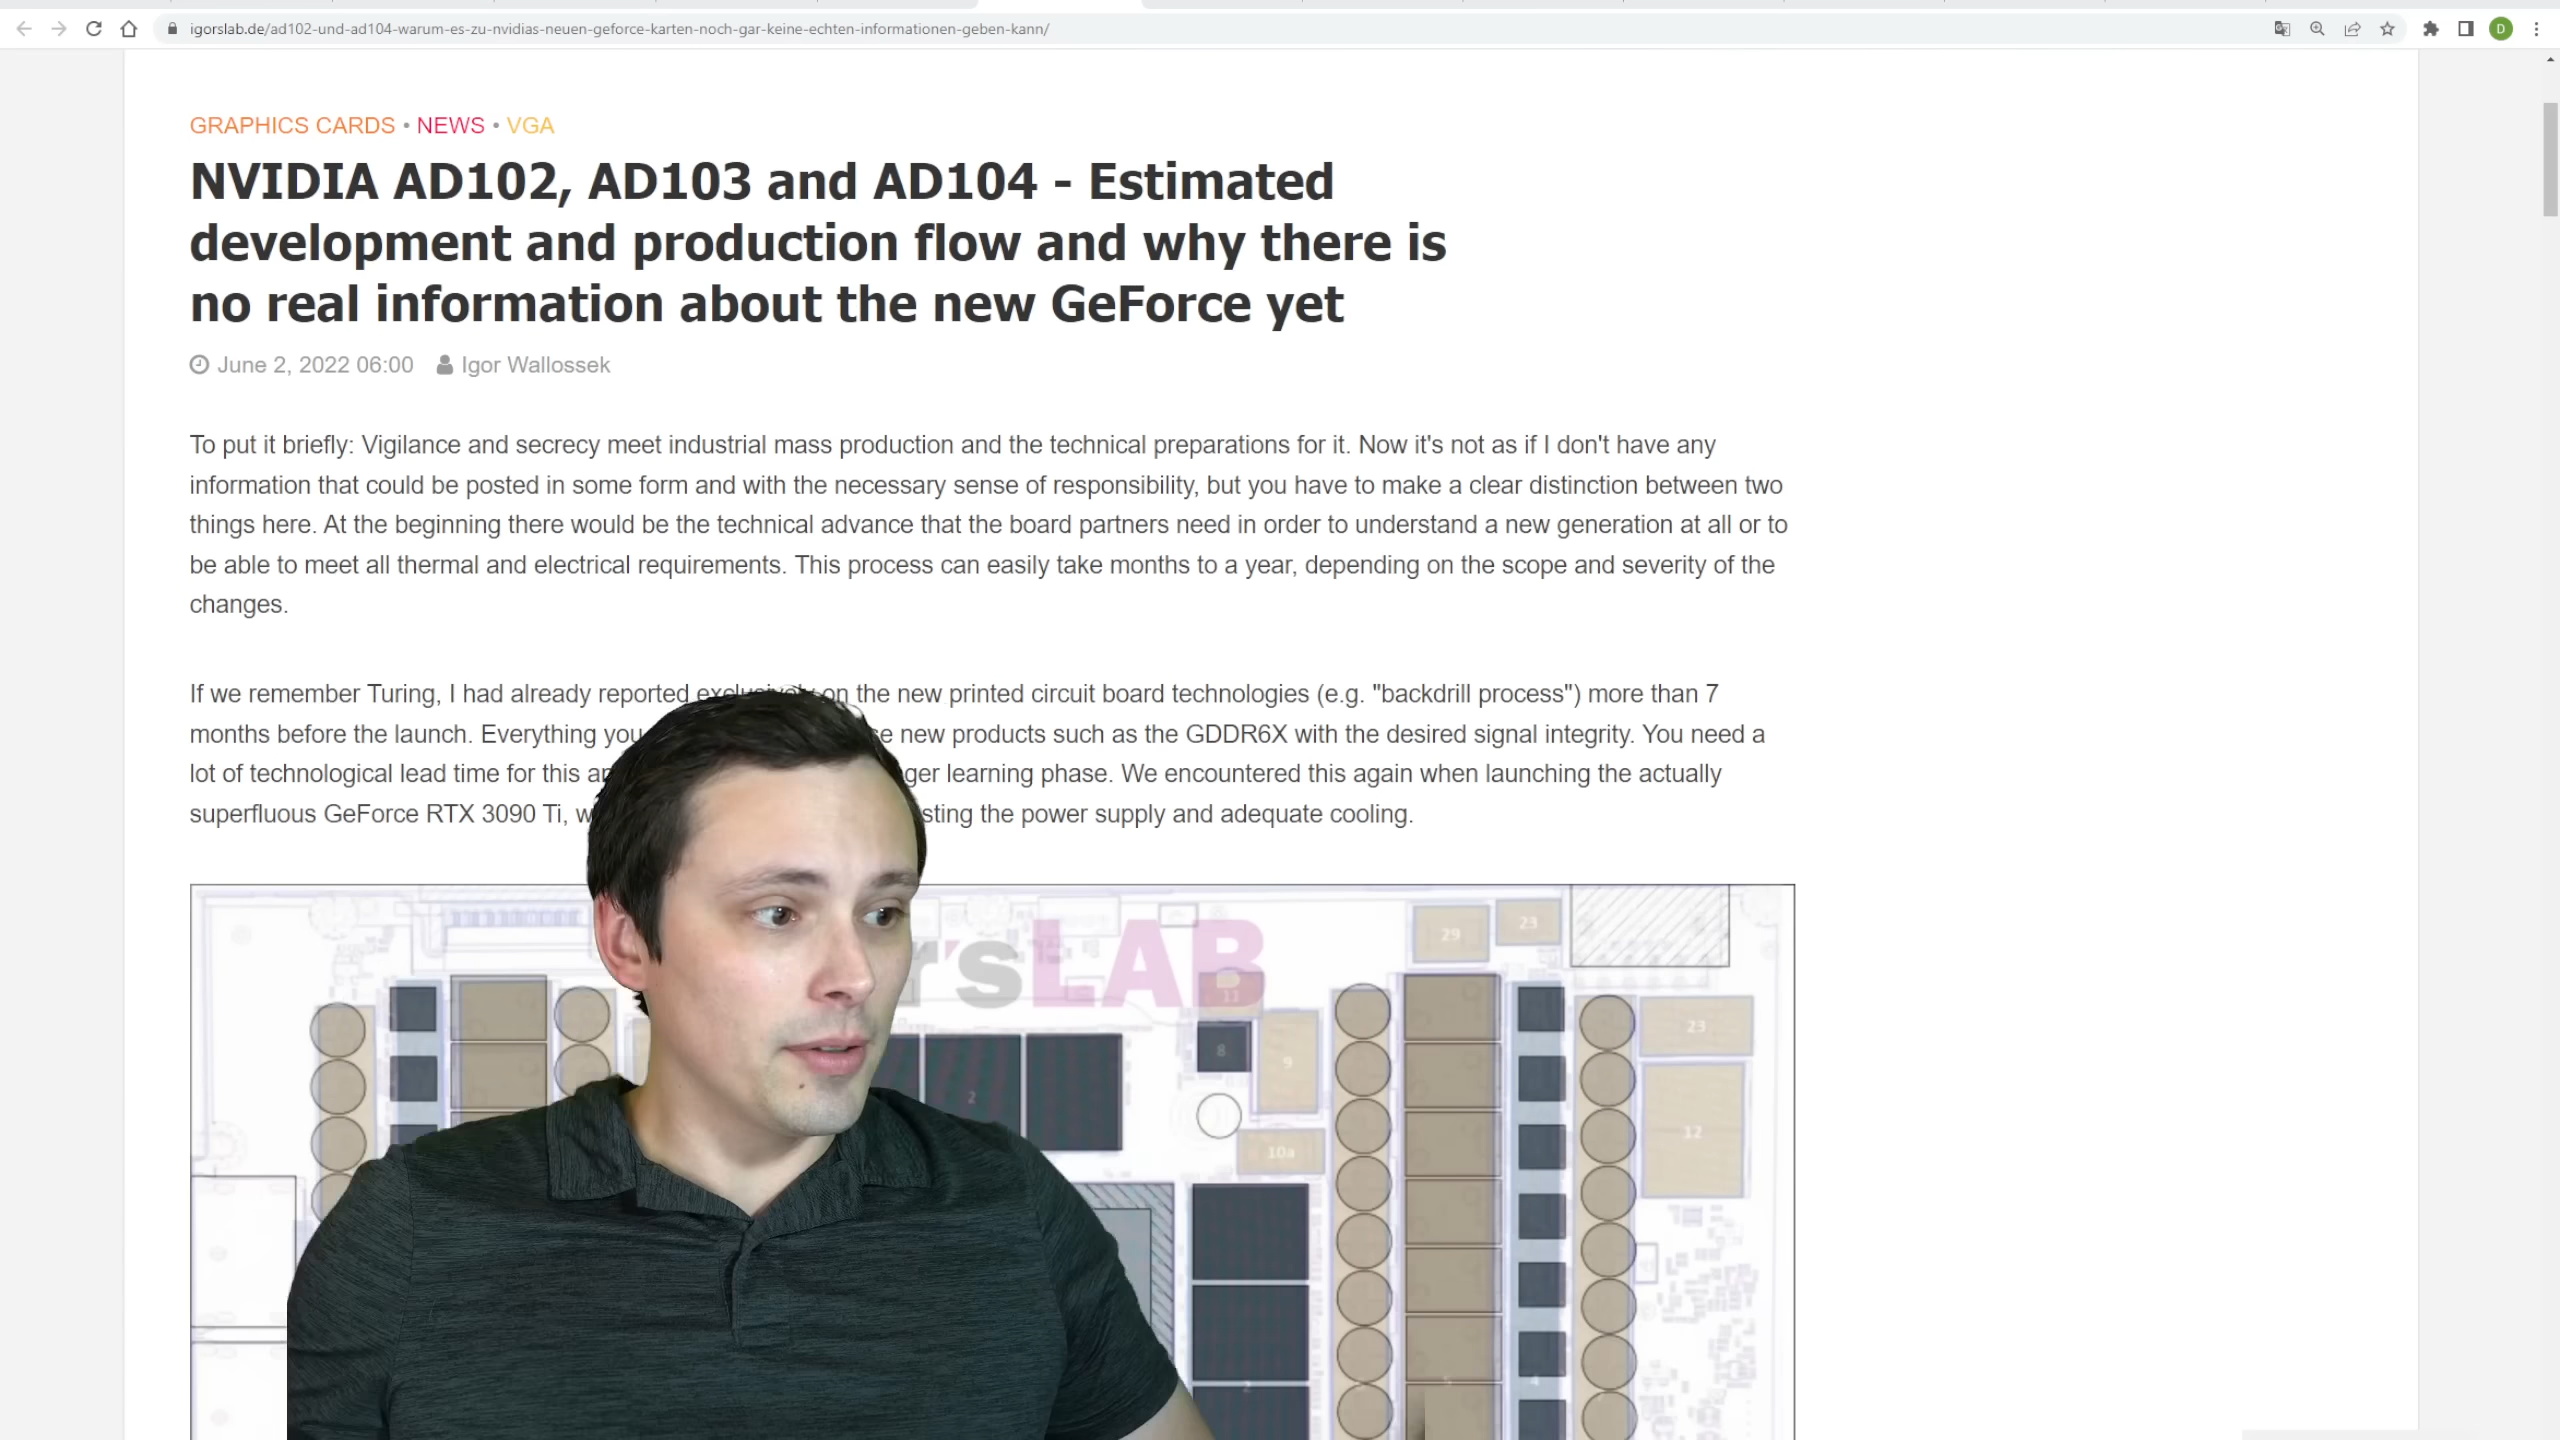 igorslab.de/ad102-und-ad104-warum-es-zu-nvidias-neuen-geforce-karten-noch-gar-keine-echten-informationen-geben-kann/
D
GRAPHICS CARDS • NEWS • VGA
NVIDIA AD102, AD103 and AD104 - Estimated
development and production flow and why there is
no real information about the new GeForce yet
June 2, 2022 06:00 Igor Wallossek
To put it briefly: Vigilance and secrecy meet industrial mass production and the technical preparations for it. Now it's not as if I don't have any
information that could be posted in some form and with the necessary sense of responsibility, but you have to make a clear distinction between two
things here. At the beginning there would be the technical advance that the board partners need in order to understand a new generation at all or to
be able to meet all thermal and electrical requirements. This process can easily take months to a year, depending on the scope and severity of the
changes.
If we remember Turing, I had already reported exclusively on the new printed circuit board technologies (e.g. "backdrill process") more than 7
months before the launch. Everything you new products such as the GDDR6X with the desired signal integrity. You need a
lot of technological lead time for this learning phase. We encountered this again when launching the actually
superfluous GeForce RTX 3090 Ti, the power supply and adequate cooling.
r'sLAB
29
23
11
8
9
23
2
12
10a